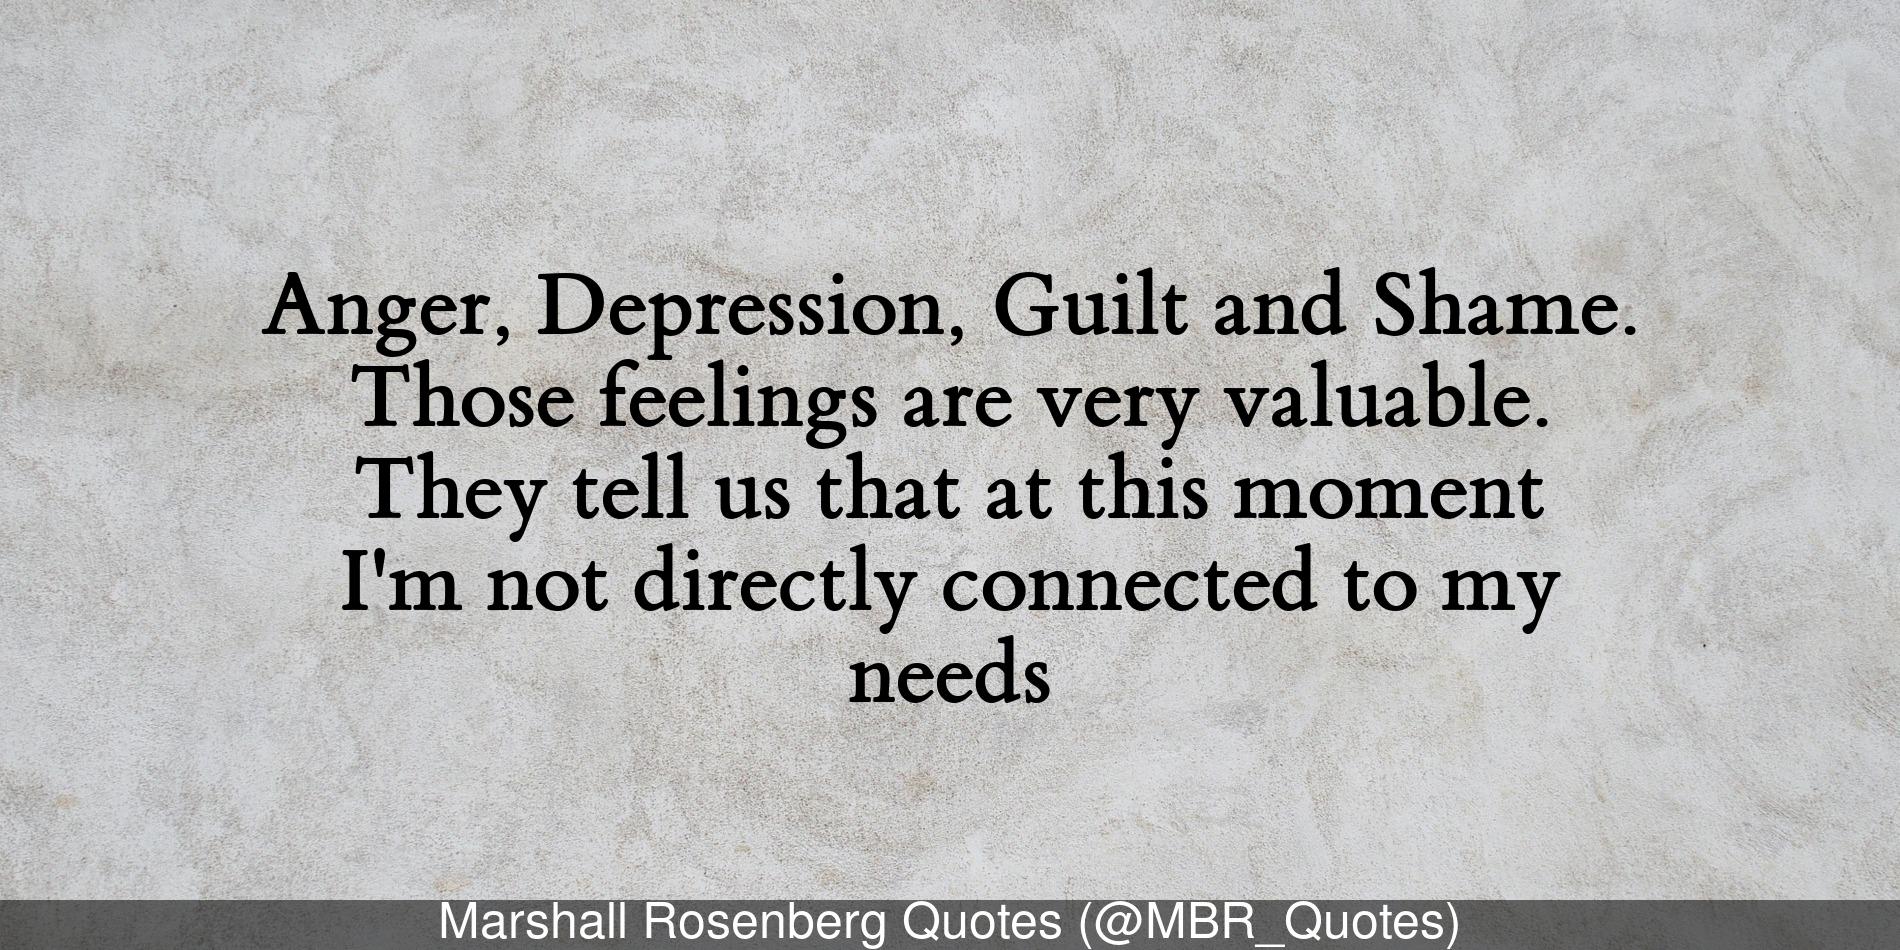 Anger, Depression, Guilt and Shame.
Those feelings are very valuable.
They tell us that at this moment
I'm not directly connected to my
needs
Marshall Rosenberg Quotes (@MBR_Quotes)